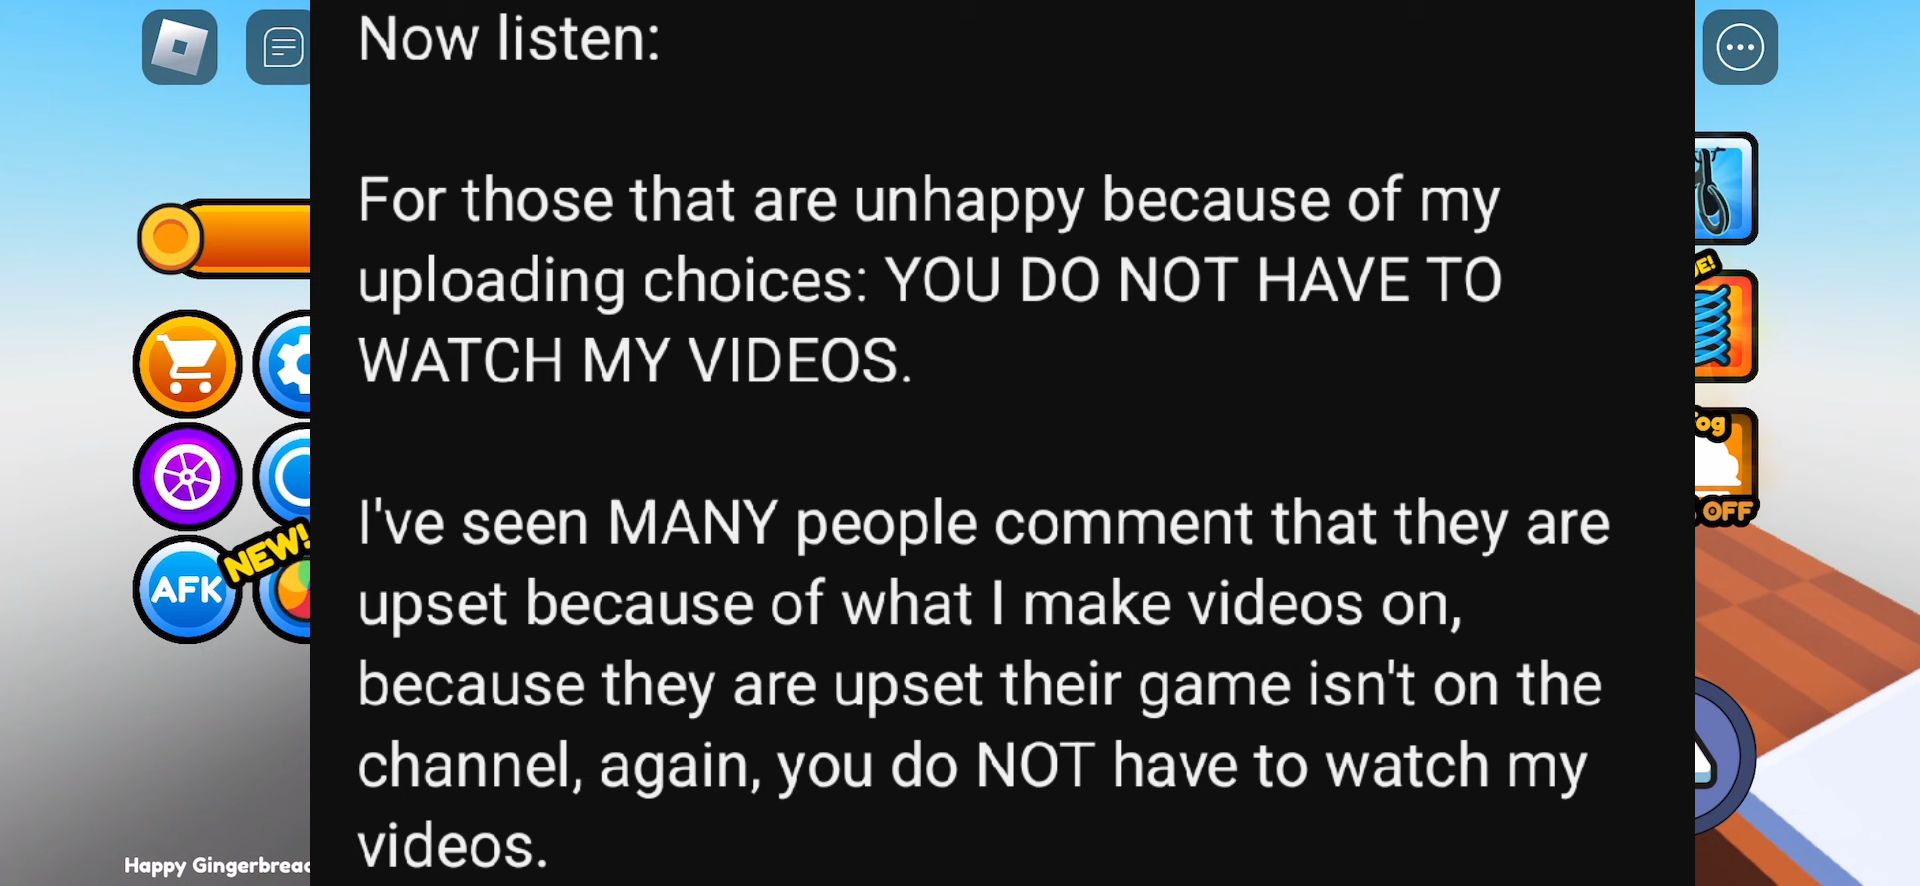 Now listen:
For those that are unhappy because of my
uploading choices: YOU DO NOT HAVE TO
WATCH MY VIDEOS.
I've seen MANY people comment that they are
upset because of what I make videos on,
because they are upset their game isn't on the
channel, again, you do NOT have to watch my
videos.
NEW!
AFK
OFF
Happy